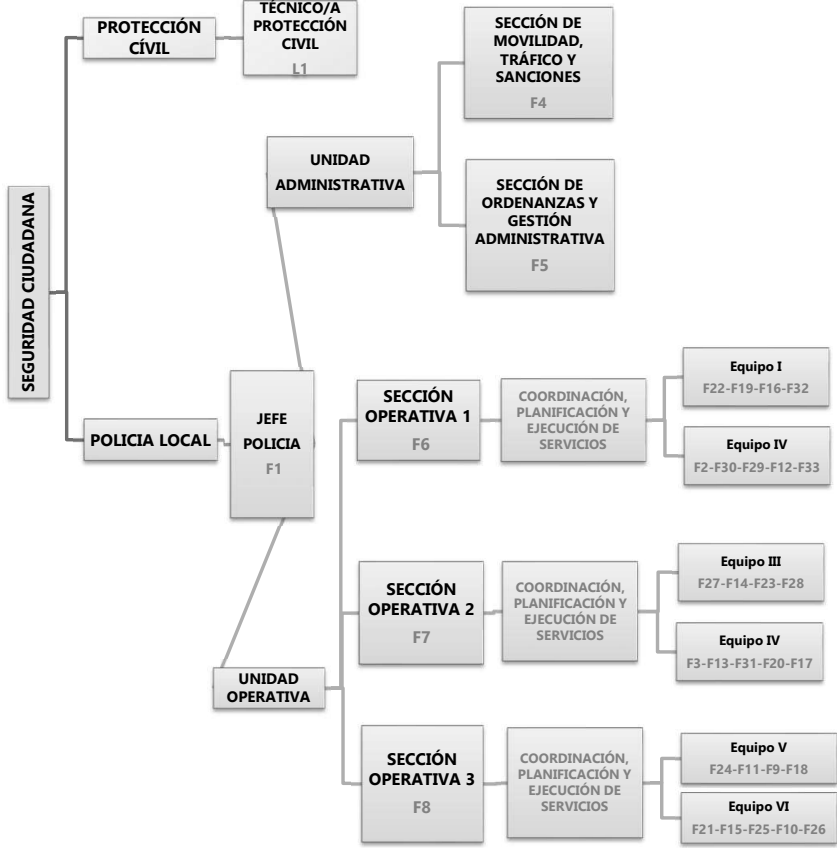 SEGURIDAD CIUDADANA
PROTECCIÓN
CÍVIL
TÉCNICO/A
PROTECCIÓN
CIVIL
L1
POLICIA LOCAL
JEFE
POLICIA
F1
UNIDAD
ADMINISTRATIVA
SECCIÓN DE
MOVILIDAD,
TRÁFICO Y
SANCIONES
F4
SECCIÓN DE
ORDENANZAS Y
GESTIÓN
ADMINISTRATIVA
F5
UNIDAD
OPERATIVA
SECCIÓN
OPERATIVA 1
F6
COORDINACIÓN,
PLANIFICACIÓN Y
EJECUCIÓN DE
SERVICIOS
Equipo I
F22-F19-F16-F32
Equipo IV
F2-F30-F29-F12-F33
SECCIÓN
OPERATIVA 2
F7
COORDINACIÓN,
PLANIFICACIÓN Y
EJECUCIÓN DE
SERVICIOS
Equipo III
F27-F14-F23-F28
Equipo IV
F3-F13-F31-F20-F17
SECCIÓN
OPERATIVA 3
F8
COORDINACIÓN,
PLANIFICACIÓN Y
EJECUCIÓN DE
SERVICIOS
Equipo V
F24-F11-F9-F18
Equipo VI
F21-F15-F25-F10-F26